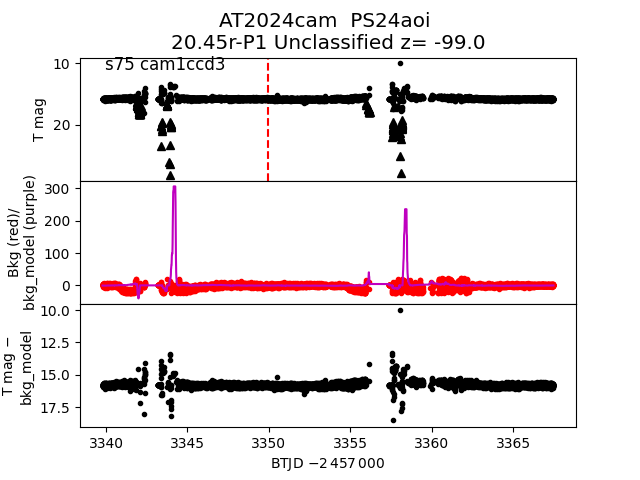 AT2024cam  PS24aoi
20.45r-P1 Unclassified z= -99.0
s75 cam1ccd3
10
20
T mag
300
200
100
0
Bkg (red)/
bkg_model (purple)
10.0
12.5
15.0
17.5
T mag −
bkg_model
3340
3345
3350
3355
3360
3365
BTJD −2 457 000